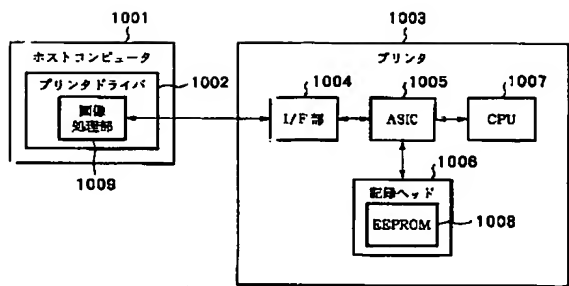 1001
ホストコンピュータ
プリンタドライバ
1002
画像
処理部
1009
1003
プリンタ
1004
I/F部
1005
ASIC
1007
CPU
1006
記録ヘッド
EEPROM
1008